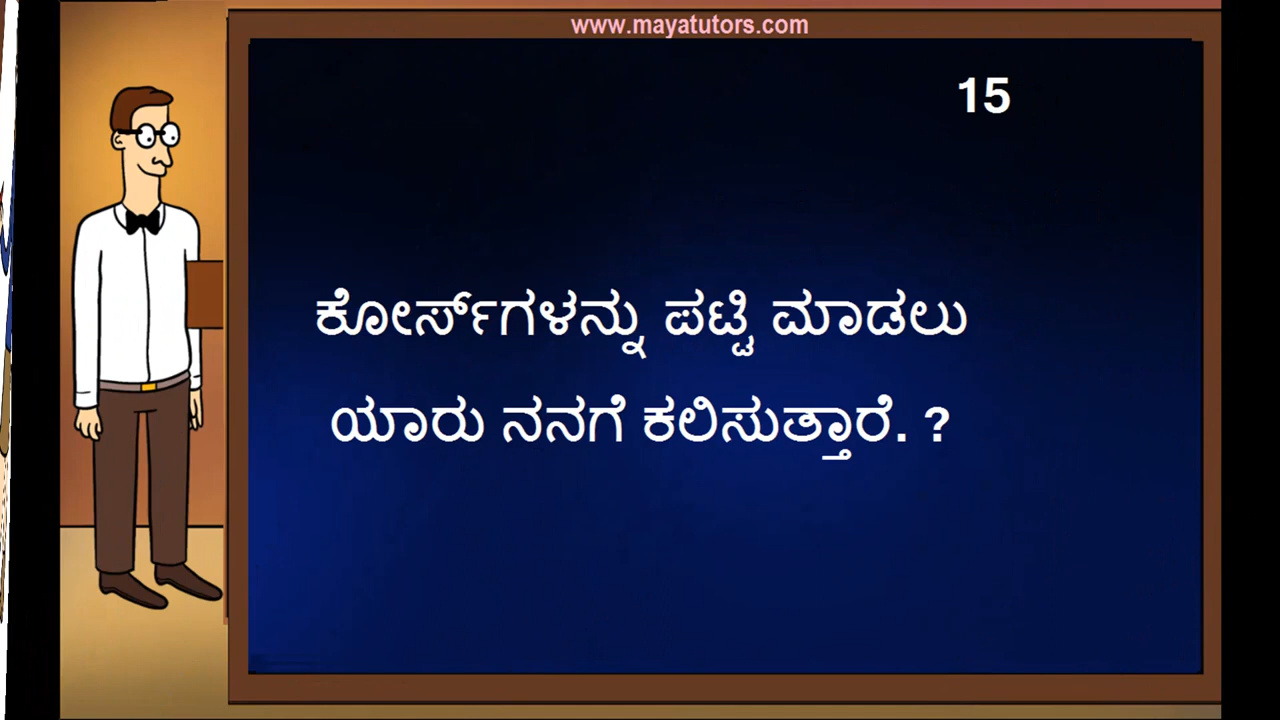 www.mayatutors.com
15
ಕೋರ್ಸ್‌ಗಳನ್ನು ಪಟ್ಟಿ ಮಾಡಲು
ಯಾರು ನನಗೆ ಕಲಿಸುತ್ತಾರೆ. ?